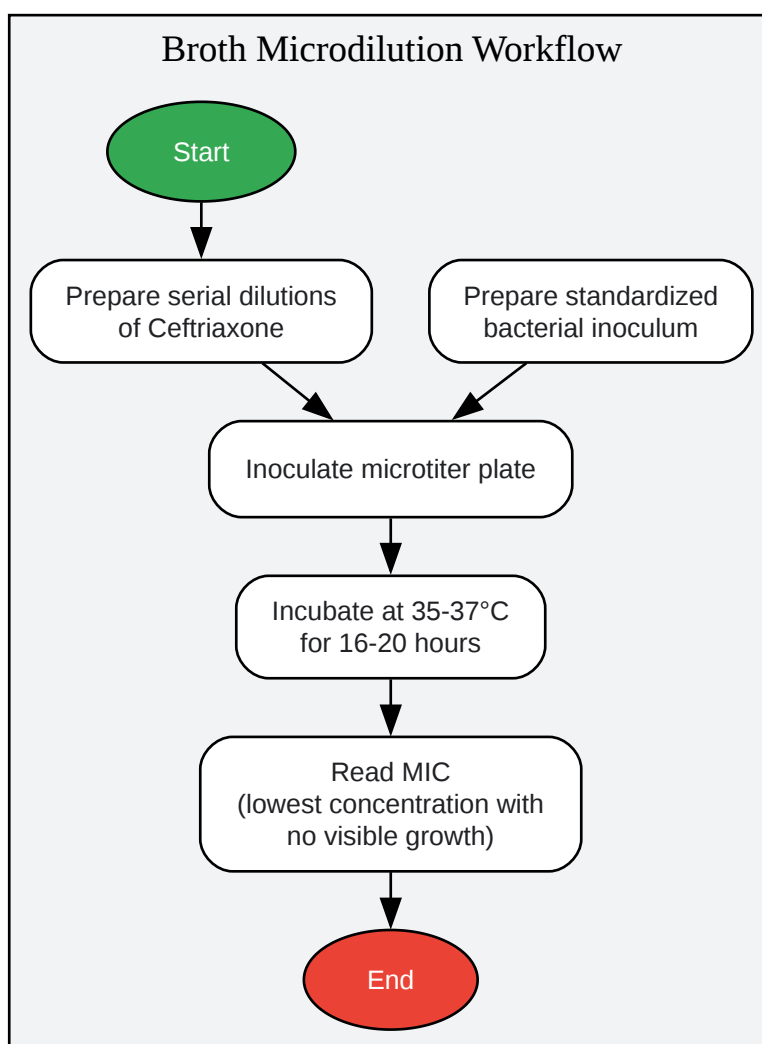 Broth Microdilution Workflow
Start
Prepare serial dilutions
of Ceftriaxone
Prepare standardized
bacterial inoculum
Inoculate microtiter plate
Incubate at 35-37°C
for 16-20 hours
Read MIC
(lowest concentration with
no visible growth)
End